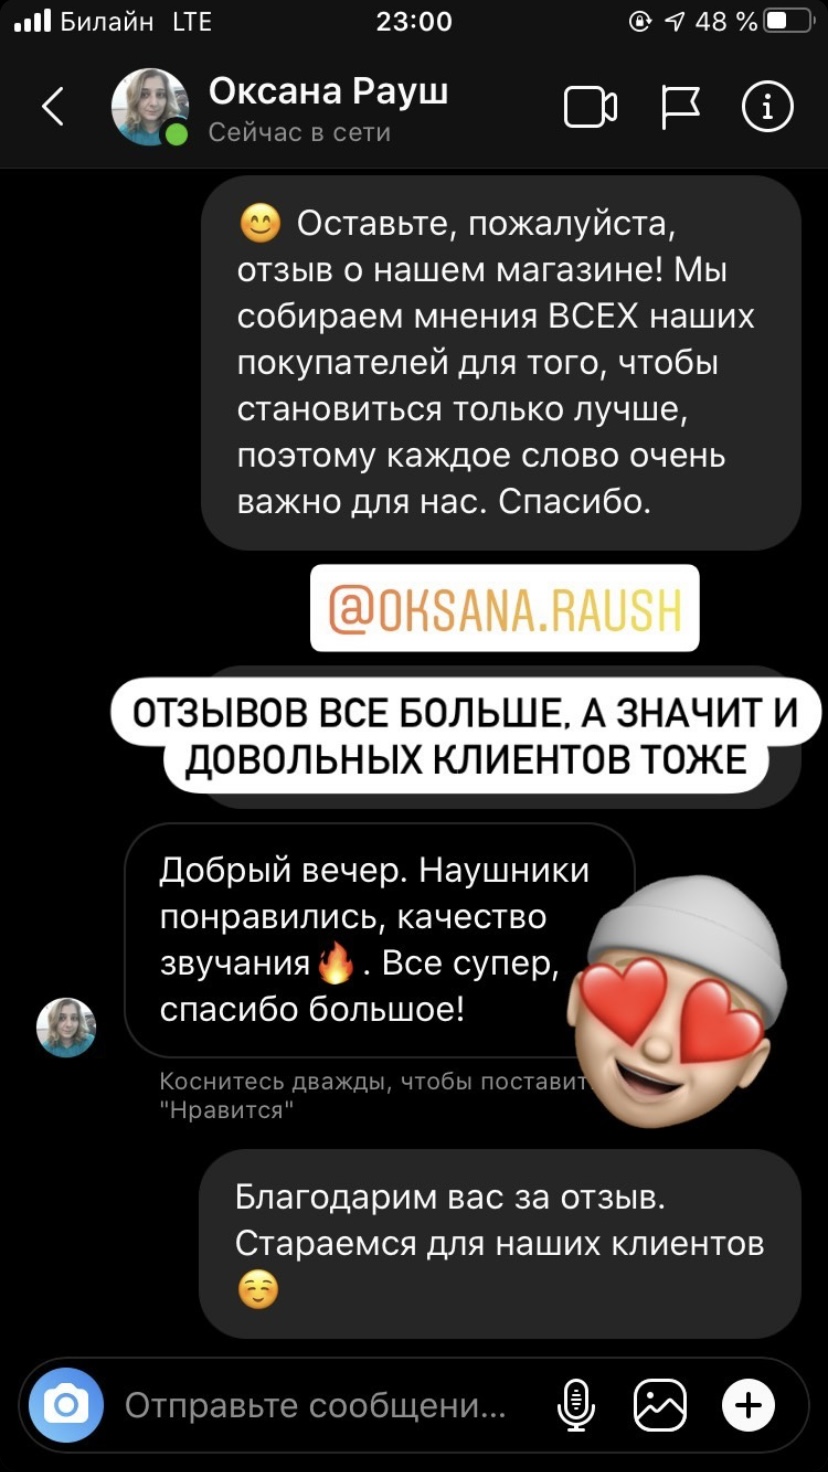 Билайн LTE 23:00 48 %
Оксана Рауш
Сейчас в сети
😊 Оставьте, пожалуйста,
отзыв о нашем магазине! Мы
собираем мнения ВСЕХ наших
покупателей для того, чтобы
становиться только лучше,
поэтому каждое слово очень
важно для нас. Спасибо.
@OKSANA.RAUSH
ОТЗЫВОВ ВСЕ БОЛЬШЕ, А ЗНАЧИТ И
ДОВОЛЬНЫХ КЛИЕНТОВ ТОЖЕ
Добрый вечер. Наушники
понравились, качество
звучания🔥. Все супер,
спасибо большое!
Коснитесь дважды, чтобы поставит
"Нравится"
Благодарим вас за отзыв.
Стараемся для наших клиентов
☺️
Отправьте сообщени...